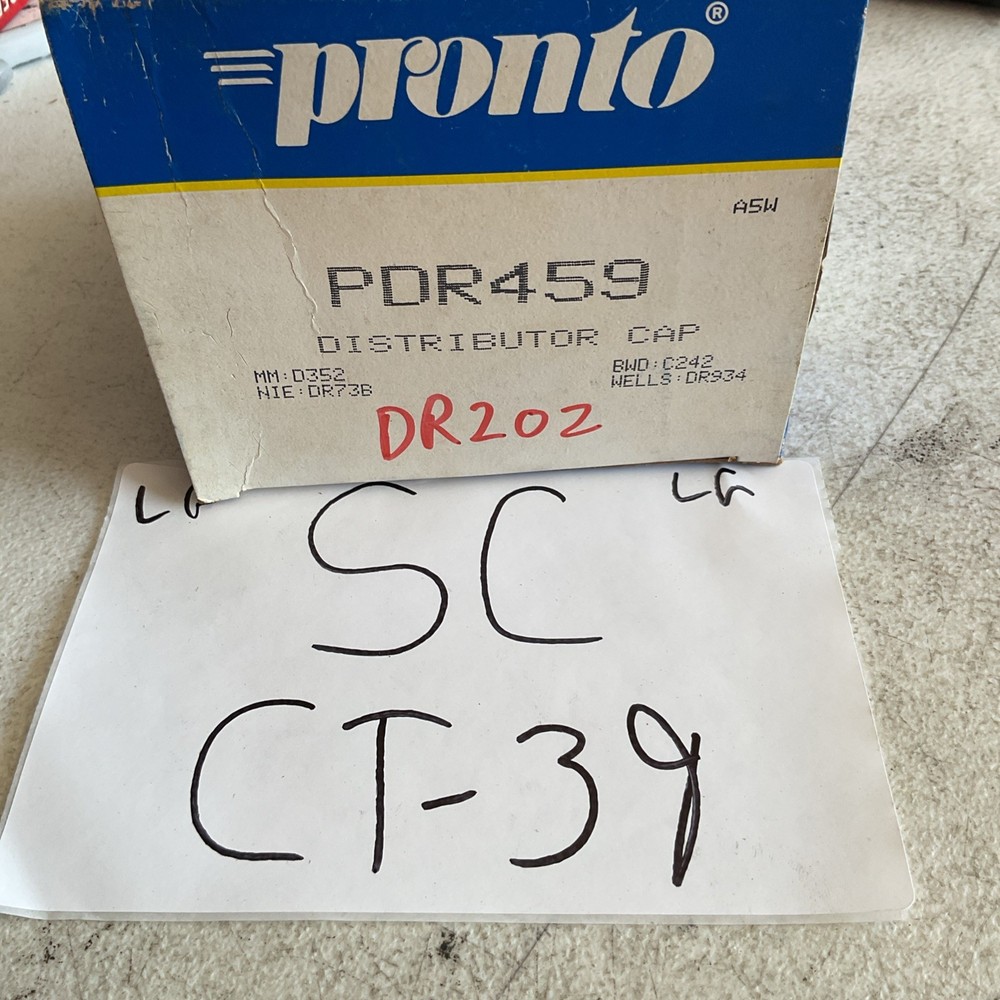 pronto®
A5W
PDR459
DISTRIBUTOR CAP
MM:D352 BWD:C242
NIE:DR73B WELLS:DR934
DR202
LG LG
SC
CT-39